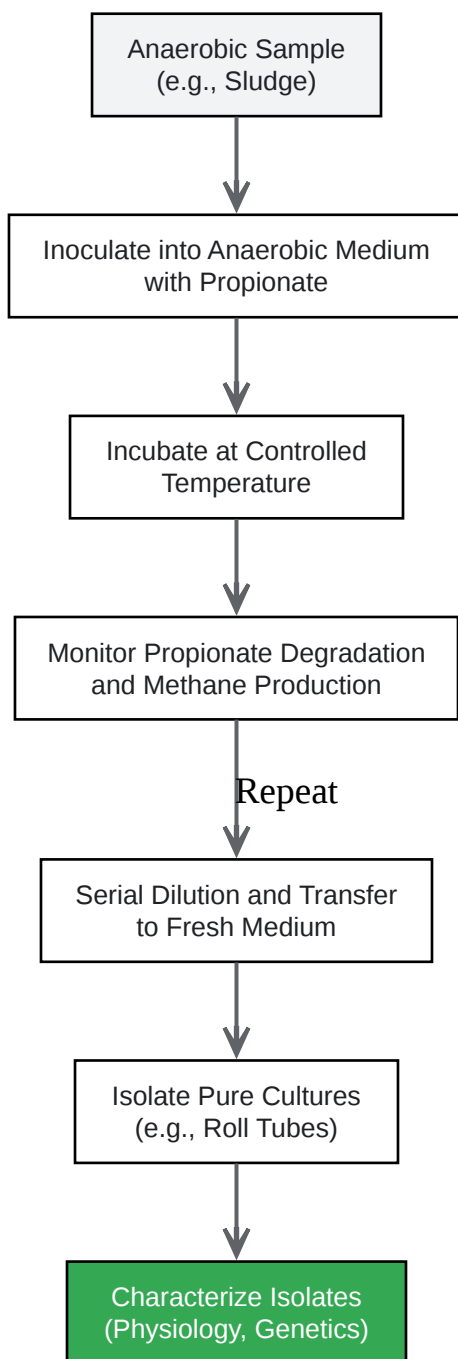 Anaerobic Sample
(e.g., Sludge)
Inoculate into Anaerobic Medium
with Propionate
Incubate at Controlled
Temperature
Monitor Propionate Degradation
and Methane Production
Repeat
Serial Dilution and Transfer
to Fresh Medium
Isolate Pure Cultures
(e.g., Roll Tubes)
Characterize Isolates
(Physiology, Genetics)